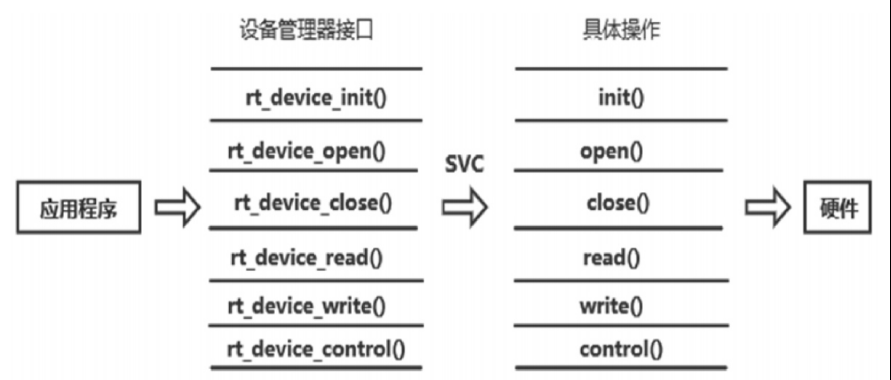 设备管理器接口 具体操作
rt_device_init() init()
rt_device_open() open()
SVC
应用程序 rt_device_close() close() 硬件
rt_device_read() read()
rt_device_write() write()
rt_device_control() control()